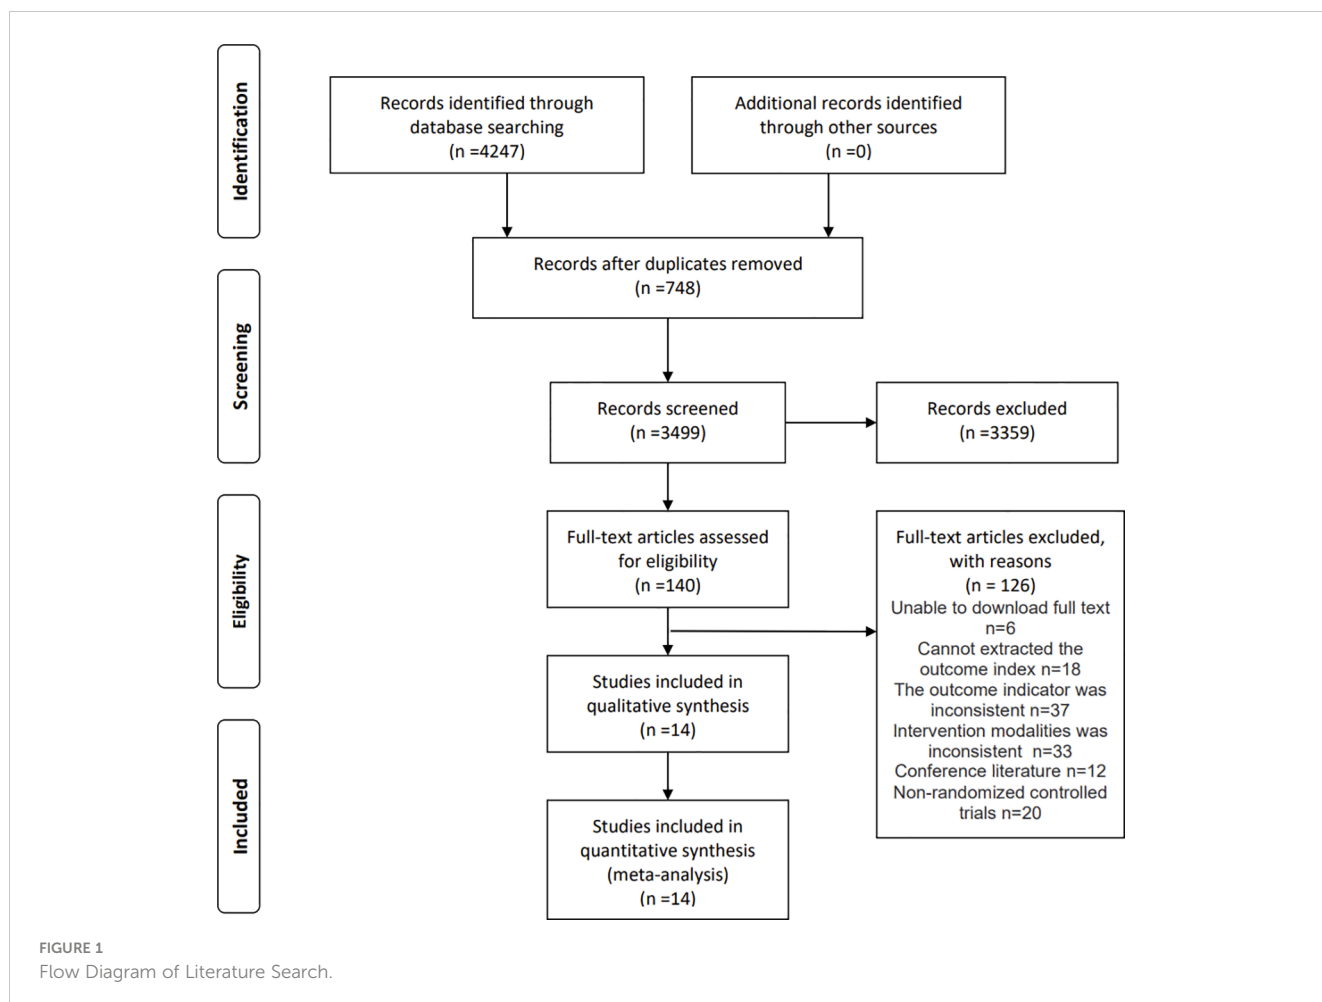 Identification
Records identified through
database searching
(n =4247)
Additional records identified
through other sources
(n =0)
Records after duplicates removed
(n =748)
Screening
Records screened
(n =3499)
Records excluded
(n =3359)
Eligibility
Full-text articles assessed
for eligibility
(n =140)
Full-text articles excluded,
with reasons
(n = 126)
Unable to download full text
n=6
Cannot extracted the
outcome index n=18
The outcome indicator was
inconsistent n=37
Intervention modalities was
inconsistent  n=33
Conference literature n=12
Non-randomized controlled
trials n=20
Studies included in
qualitative synthesis
(n =14)
Included
Studies included in
quantitative synthesis
(meta-analysis)
(n =14)
FIGURE 1
Flow Diagram of Literature Search.